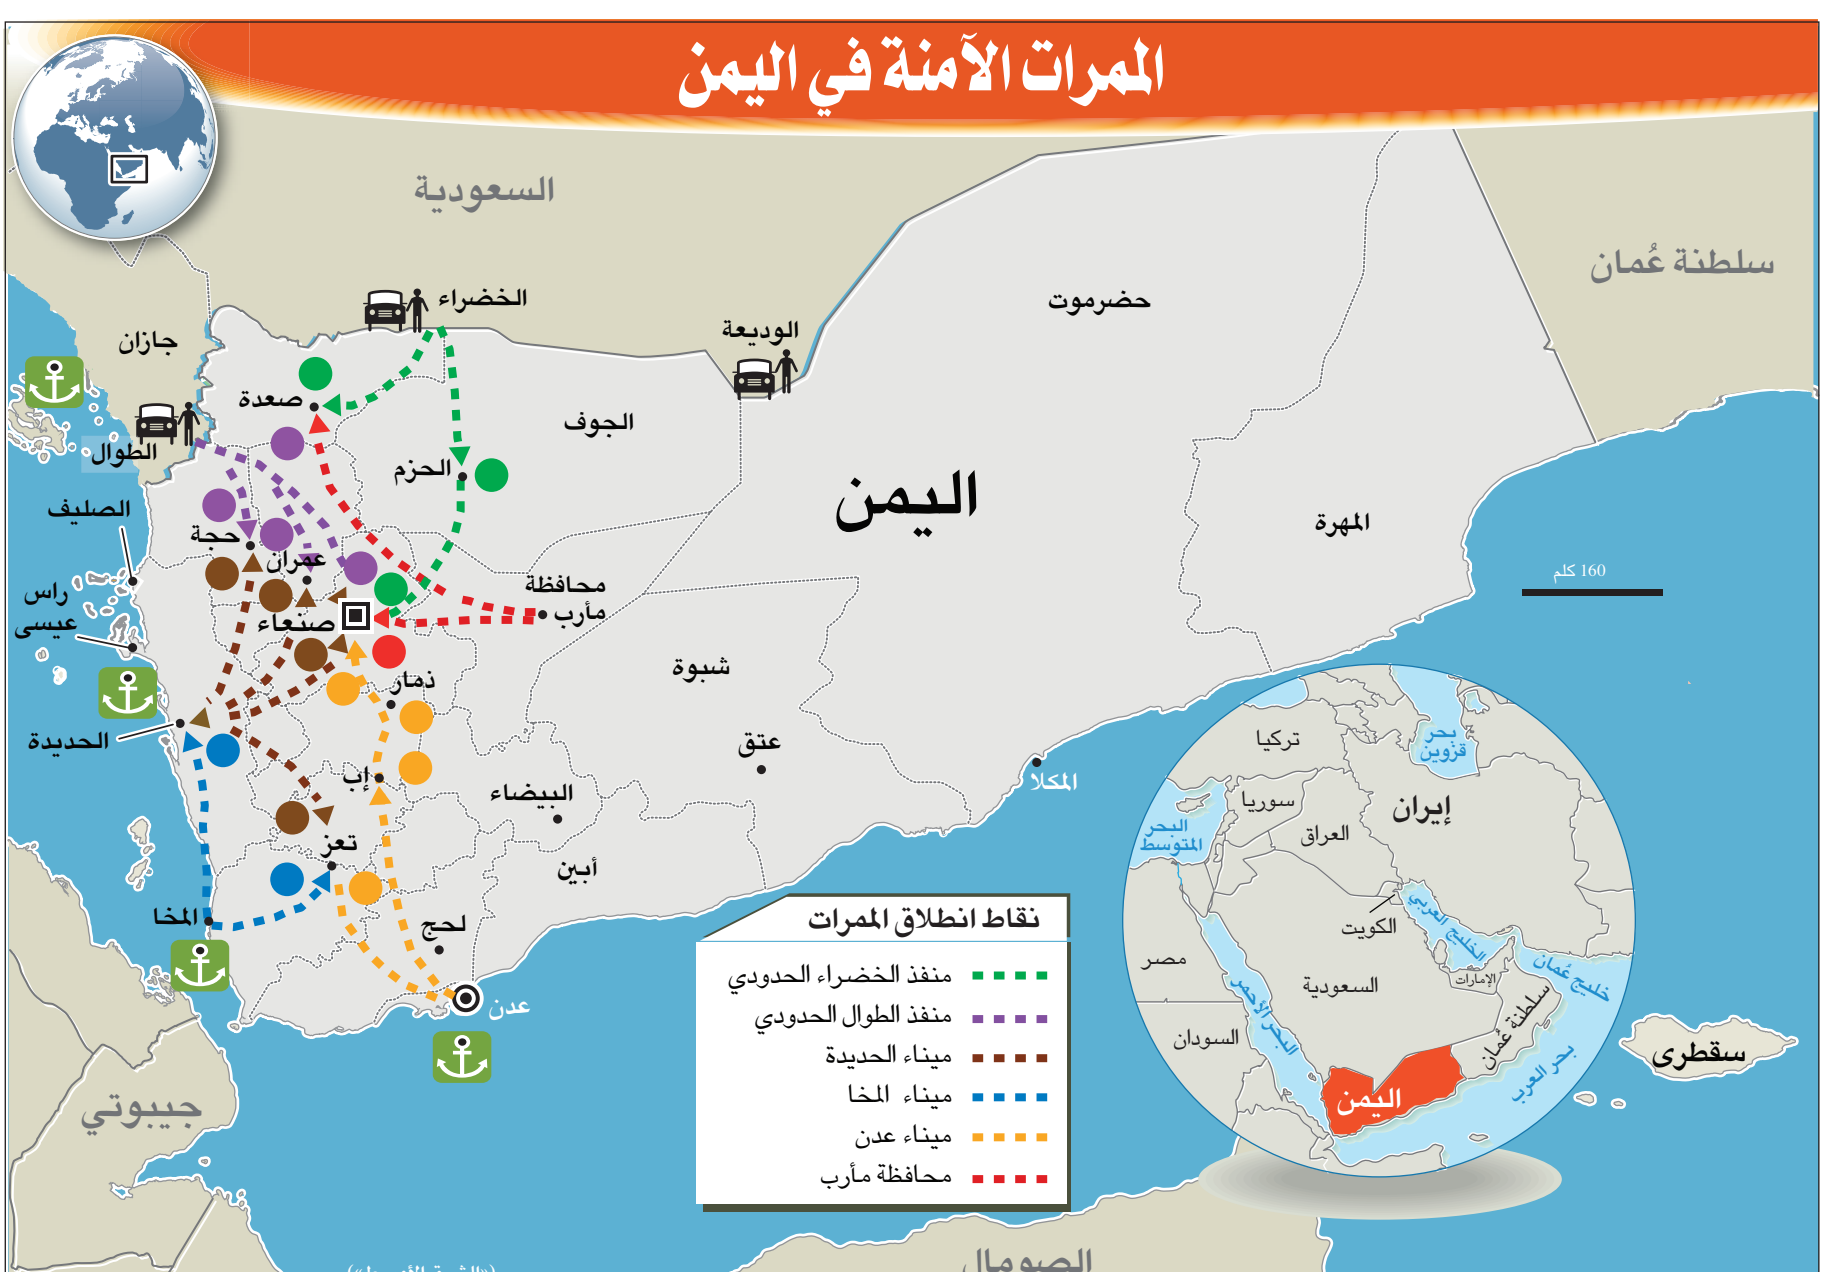 الممرات الآمنة في اليمن
السعودية
سلطنة عُمان
الخضراء
حضرموت
الوديعة
جازان
صعدة
الجوف
الطوال
الحزم
اليمن
الصليف
المهرة
حجة
عمران
160 كلم
محافظة
مأرب
راس
عيسى
صنعاء
شبوة
ذمار
الحديدة
عتق
إب
المكلا
البيضاء
تعز
أبين
المخا
لحج
عدن
نقاط انطلاق الممرات
منفذ الخضراء الحدودي
منفذ الطوال الحدودي
ميناء الحديدة
ميناء المخا
ميناء عدن
محافظة مأرب
تركيا
بحر
قزوين
سوريا
إيران
البحر
المتوسط
العراق
الكويت
الخليج العربي
مصر
السعودية
الإمارات
خليج عُمان
سلطنة عُمان
البحر الأحمر
السودان
بحر العرب
اليمن
سقطرى
جيبوتي
الصومال